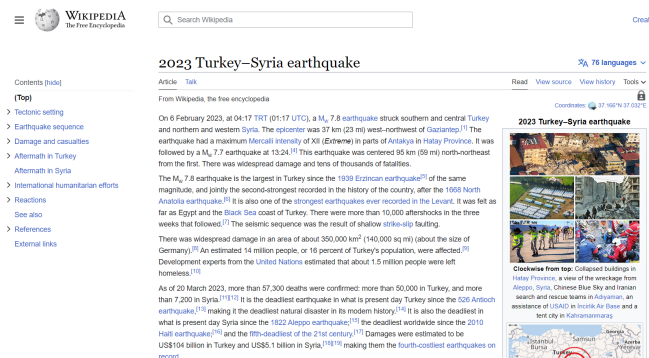 WIKIPEDIA
The Free Encyclopedia
Search Wikipedia
Creat
2023 Turkey–Syria earthquake
76 languages
Article Talk
Read View source View history Tools
From Wikipedia, the free encyclopedia
Coordinates: 37.166°N 37.032°E
Contents [hide]
(Top)
Tectonic setting
Earthquake sequence
Damage and casualties
Aftermath in Turkey
Aftermath in Syria
International humanitarian efforts
Reactions
See also
References
External links
On 6 February 2023, at 04:17 TRT (01:17 UTC), a Mw 7.8 earthquake struck southern and central Turkey
and northern and western Syria. The epicenter was 37 km (23 mi) west–northwest of Gaziantep.[1] The
earthquake had a maximum Mercalli intensity of XII (Extreme) in parts of Antakya in Hatay Province. It was
followed by a Mw 7.7 earthquake at 13:24.[4] This earthquake was centered 95 km (59 mi) north-northeast
from the first. There was widespread damage and tens of thousands of fatalities.
The Mw 7.8 earthquake is the largest in Turkey since the 1939 Erzincan earthquake[5] of the same
magnitude, and jointly the second-strongest recorded in the history of the country, after the 1668 North
Anatolia earthquake.[6] It is also one of the strongest earthquakes ever recorded in the Levant. It was felt as
far as Egypt and the Black Sea coast of Turkey. There were more than 10,000 aftershocks in the three
weeks that followed.[7] The seismic sequence was the result of shallow strike-slip faulting.
There was widespread damage in an area of about 350,000 km2 (140,000 sq mi) (about the size of
Germany).[8] An estimated 14 million people, or 16 percent of Turkey's population, were affected.[9]
Development experts from the United Nations estimated that about 1.5 million people were left
homeless.[10]
As of 20 March 2023, more than 57,300 deaths were confirmed: more than 50,000 in Turkey, and more
than 7,200 in Syria.[11][12] It is the deadliest earthquake in what is present day Turkey since the 526 Antioch
earthquake,[13] making it the deadliest natural disaster in its modern history.[14] It is also the deadliest in
what is present day Syria since the 1822 Aleppo earthquake;[15] the deadliest worldwide since the 2010
Haiti earthquake;[16] and the fifth-deadliest of the 21st century.[17] Damages were estimated to be
US$104 billion in Turkey and US$5.1 billion in Syria,[18][19] making them the fourth-costliest earthquakes on
record.
2023 Turkey–Syria earthquake
Clockwise from top: Collapsed buildings in
Hatay Province, a view of the wreckage from
Aleppo, Syria, Chinese Blue Sky and Iranian
search and rescue teams in Adıyaman, an
assistance of USAID in İncirlik Air Base and a
tent city in Kahramanmaraş
İstanbul
Samsun
Bursa